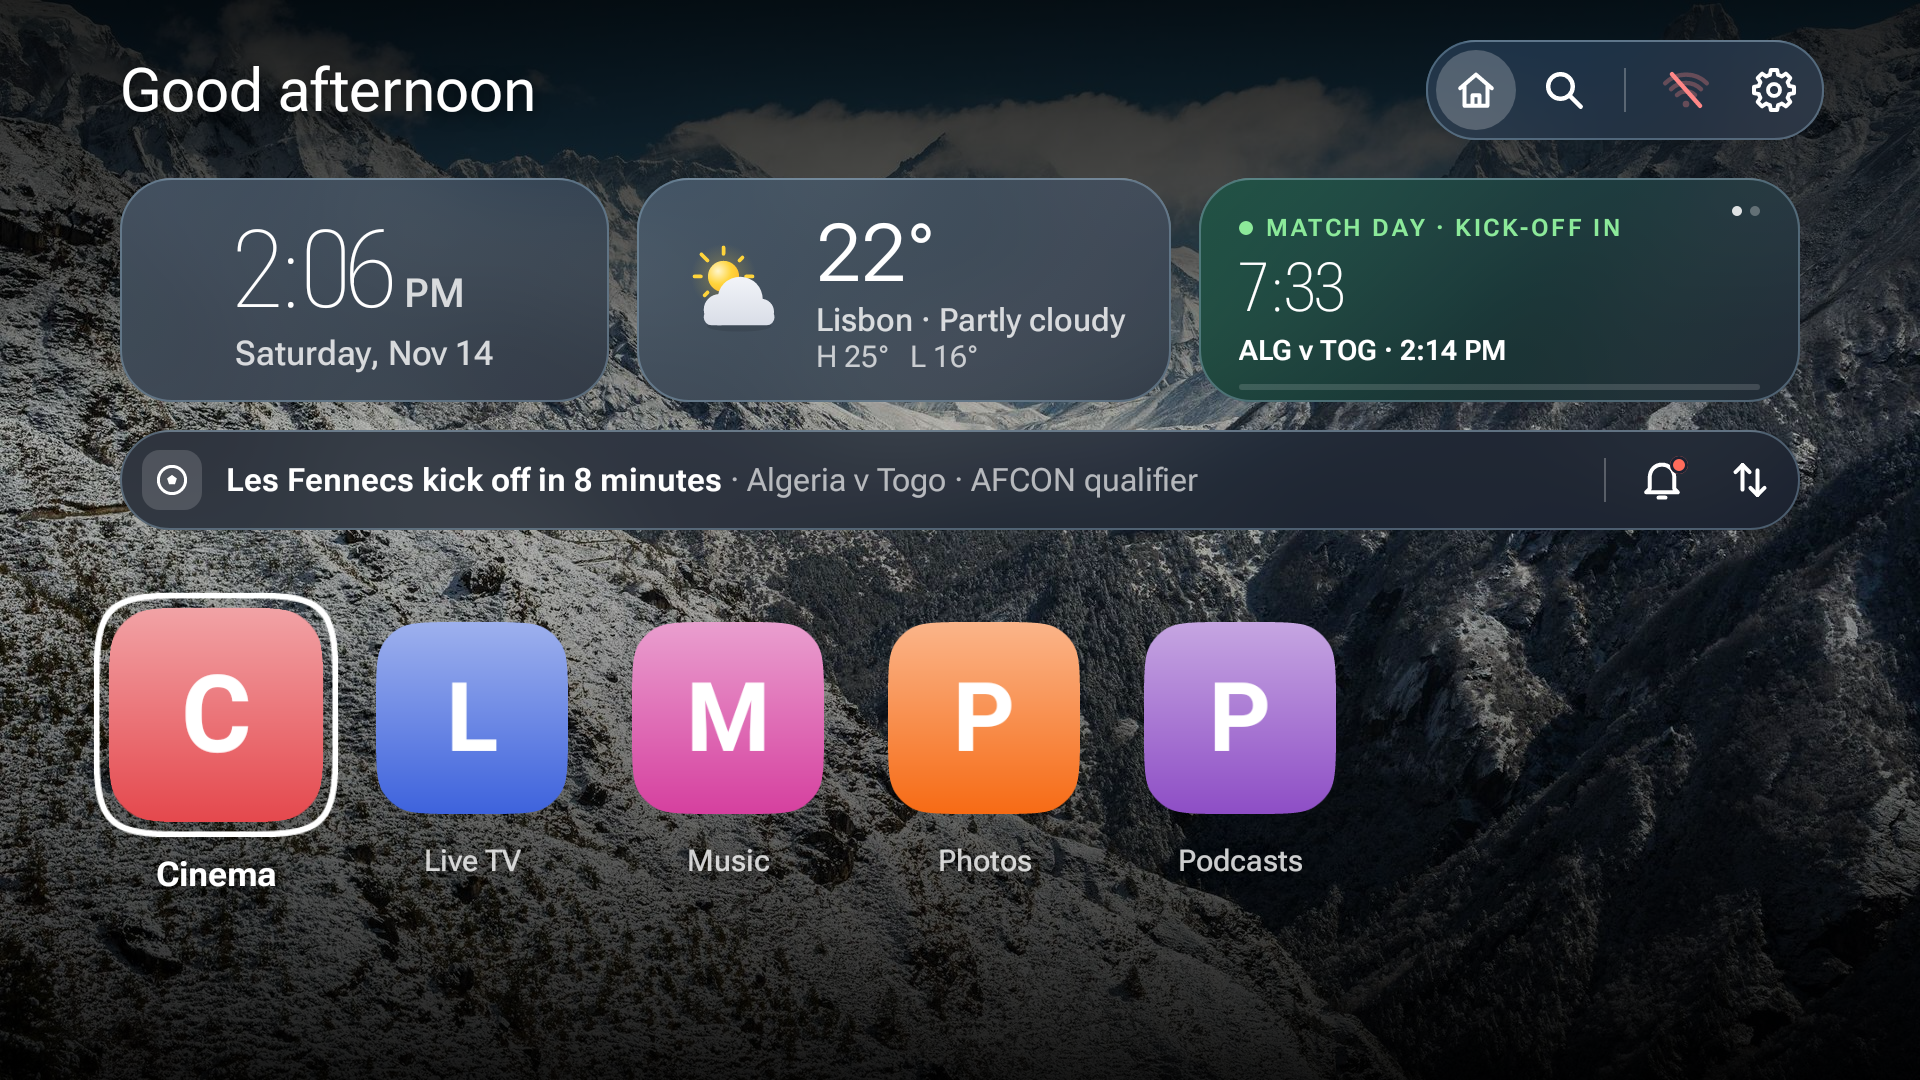 Good afternoon
2:06 PM
Saturday, Nov 14
22°
Lisbon · Partly cloudy
H 25° L 16°
MATCH DAY · KICK-OFF IN
7:33
ALG v TOG · 2:14 PM
Les Fennecs kick off in 8 minutes · Algeria v Togo · AFCON qualifier
C
L
M
P
P
Cinema
Live TV
Music
Photos
Podcasts